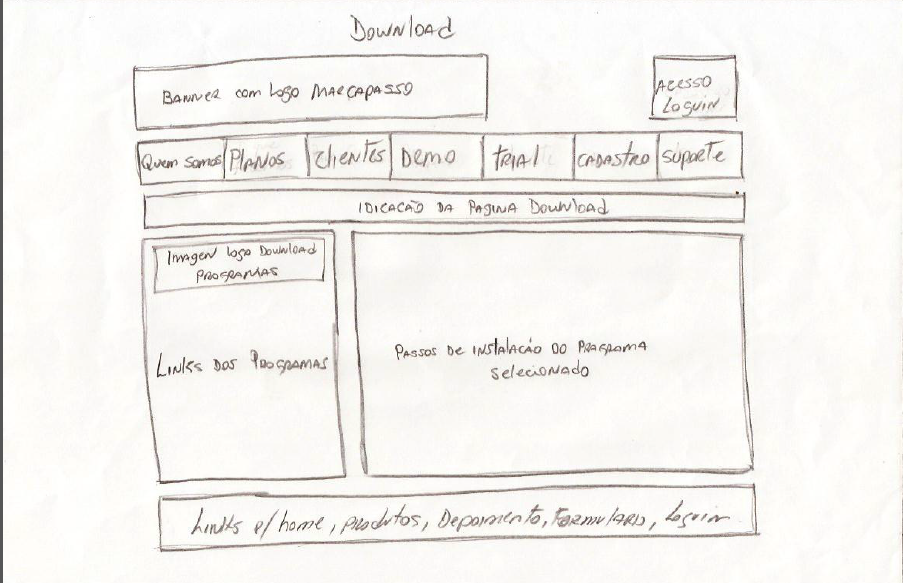 Download
Banner com Logo Marcapasso
Acesso
Loguin
Quem somos Planos Clientes Demo Trial Cadastro Suporte
Idicação da Pagina Download
Imagen logo Download
Programas
Links dos Programas
Passos de instalação do Programa
Selecionado
Links p/ home, produtos, Depoimento, Formulario, Loguin